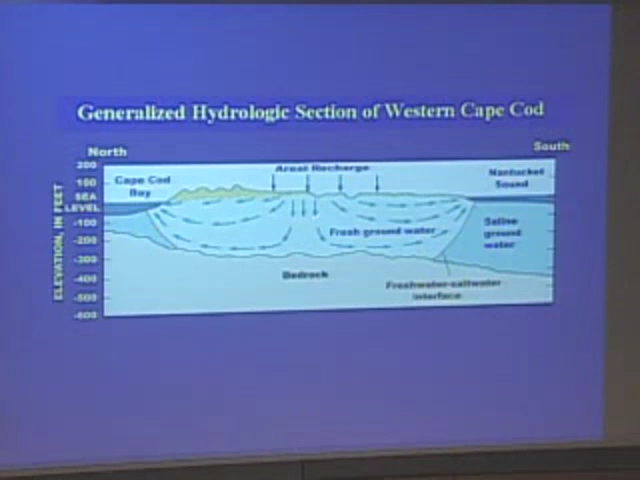 Generalized Hydrologic Section of Western Cape Cod
North
South
200
100
SEA
LEVEL
-100
-200
-300
-400
-500
-600
ELEVATION, IN FEET
Cape Cod
Bay
Areal Recharge
Nantucket
Sound
Fresh ground water
Saline
ground
water
Bedrock
Freshwater-saltwater
interface